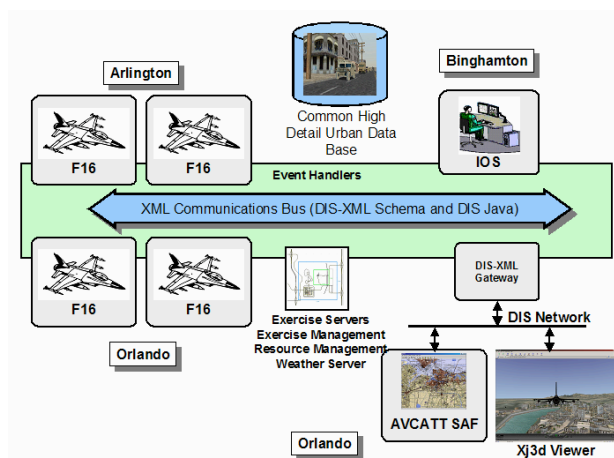 Arlington
Binghamton
Common High
Detail Urban Data
Base
F16
F16
IOS
Event Handlers
XML Communications Bus (DIS-XML Schema and DIS Java)
F16
F16
DIS-XML
Gateway
Exercise Servers
Exercise Management
Resource Management
Weather Server
DIS Network
Orlando
AVCATT SAF
Orlando
Xj3d Viewer